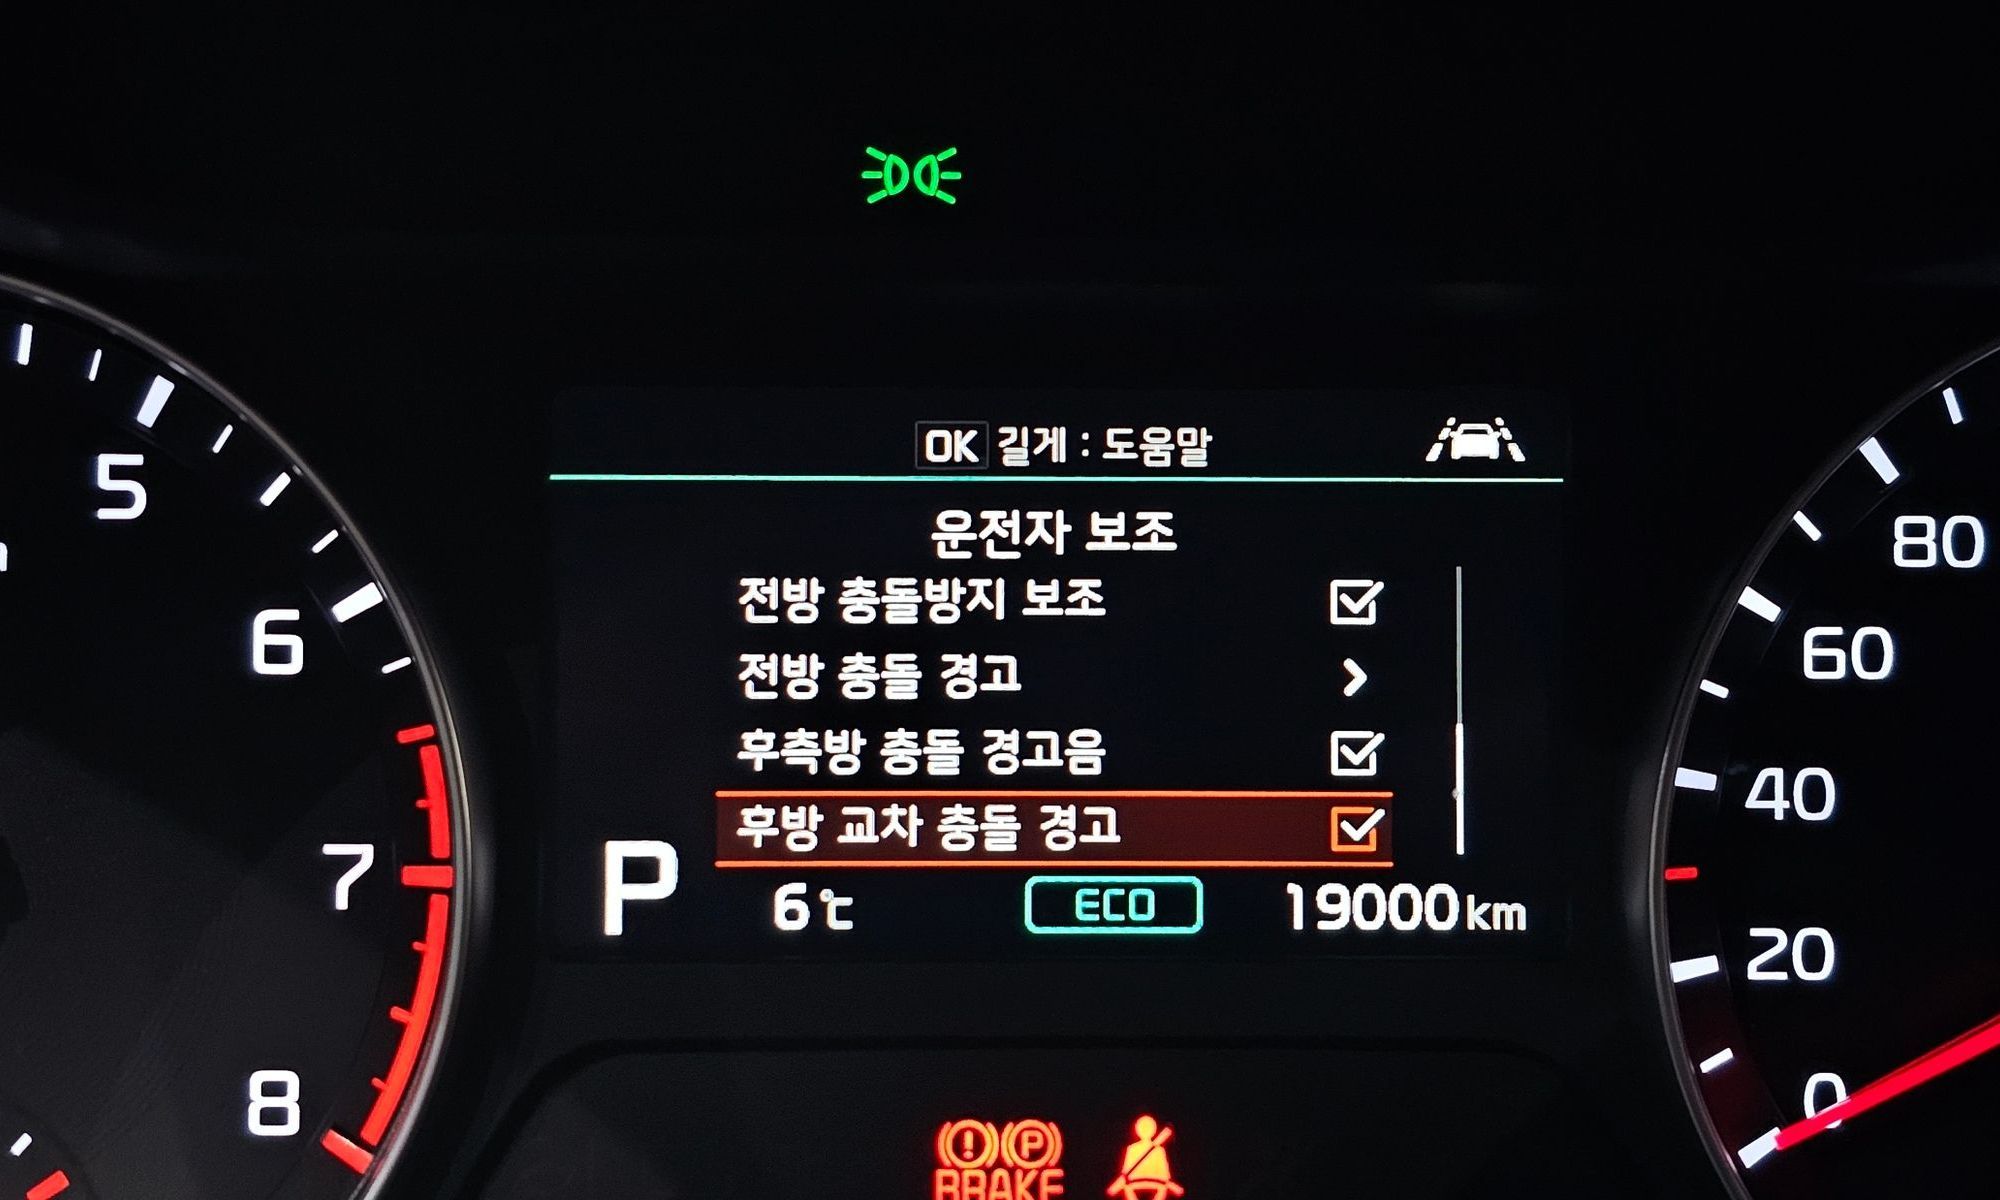 OK 길게 : 도움말
운전자 보조
전방 충돌방지 보조
전방 충돌 경고
후측방 충돌 경고음
후방 교차 충돌 경고
P 6℃ ECO 19000 km
5
6
7
8
80
60
40
20
0
BRAKE